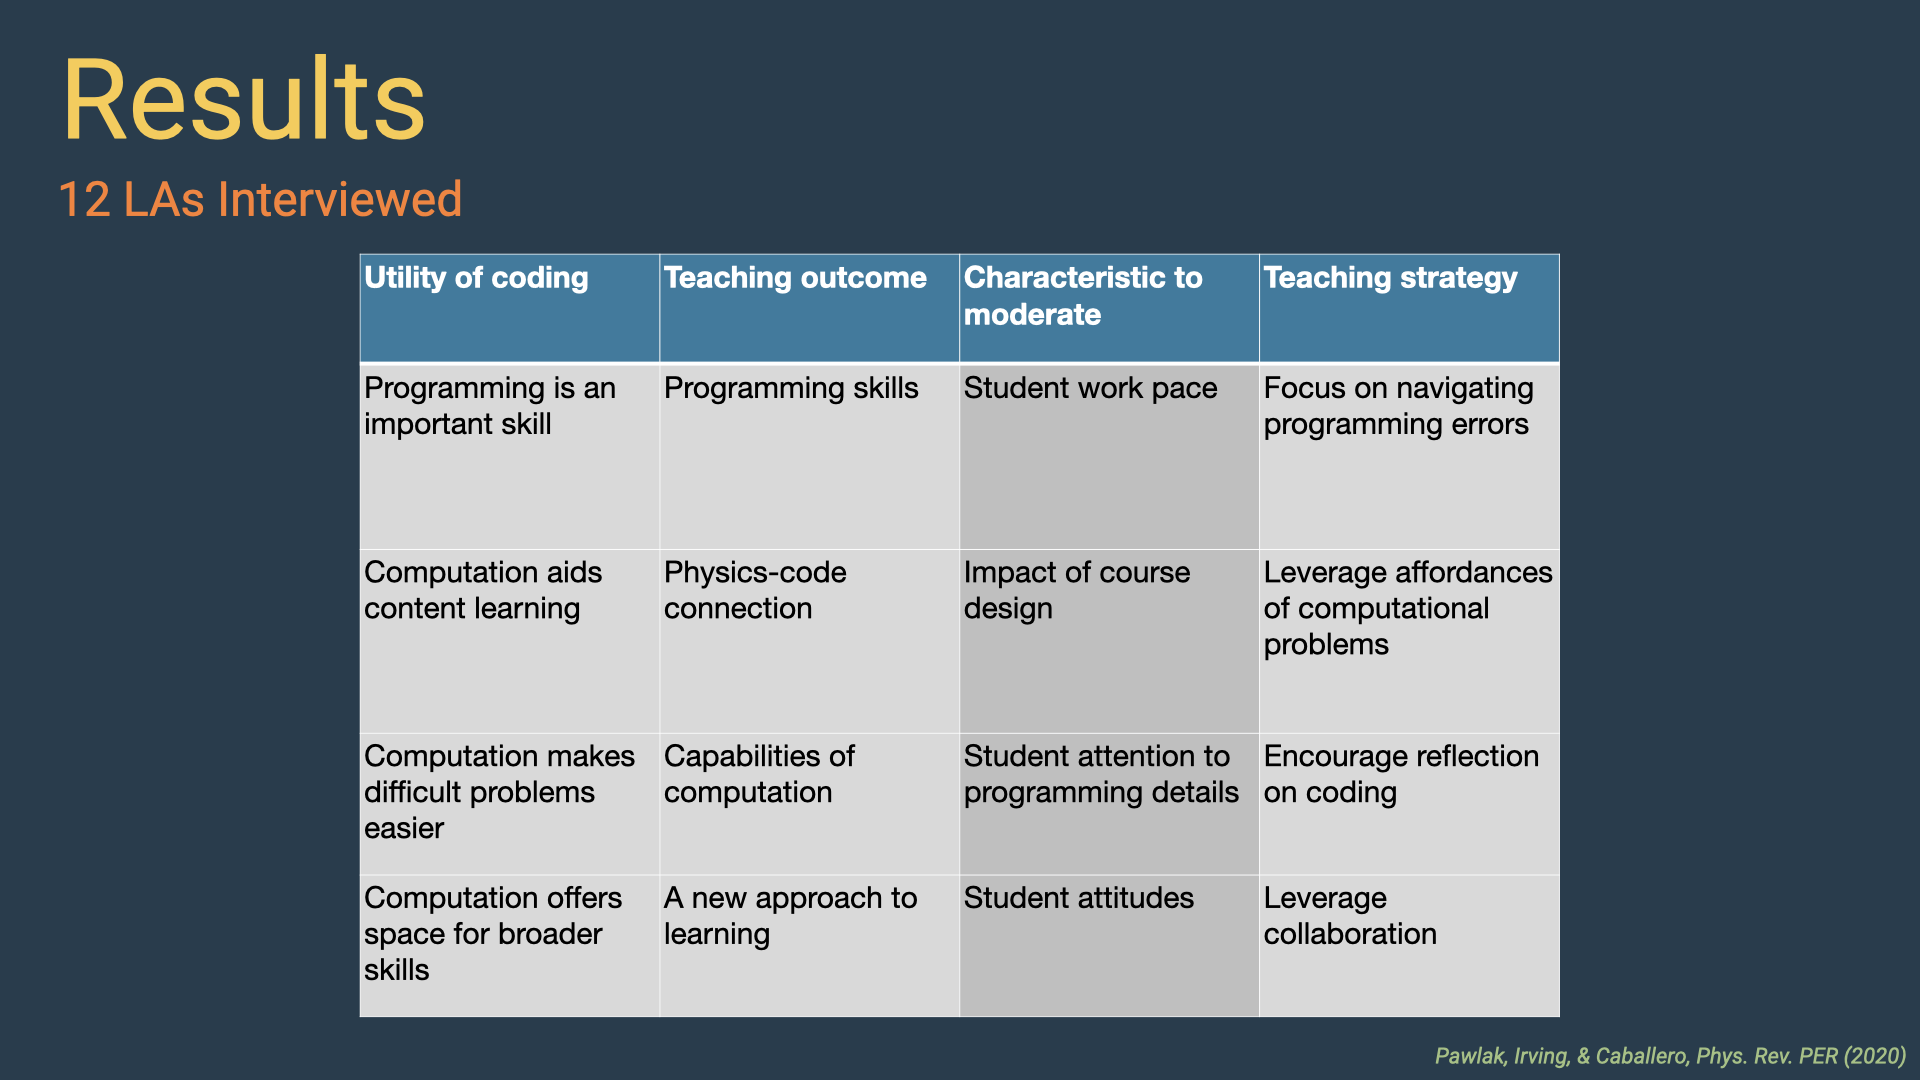 Results
12 LAs Interviewed
Utility of coding
Teaching outcome
Characteristic to
moderate
Teaching strategy
Programming is an
important skill
Programming skills
Student work pace
Focus on navigating
programming errors
Computation aids
content learning
Physics-code
connection
Impact of course
design
Leverage affordances
of computational
problems
Computation makes
difficult problems
easier
Capabilities of
computation
Student attention to
programming details
Encourage reflection
on coding
Computation offers
space for broader
skills
A new approach to
learning
Student attitudes
Leverage
collaboration
Pawlak, Irving, & Caballero, Phys. Rev. PER (2020)